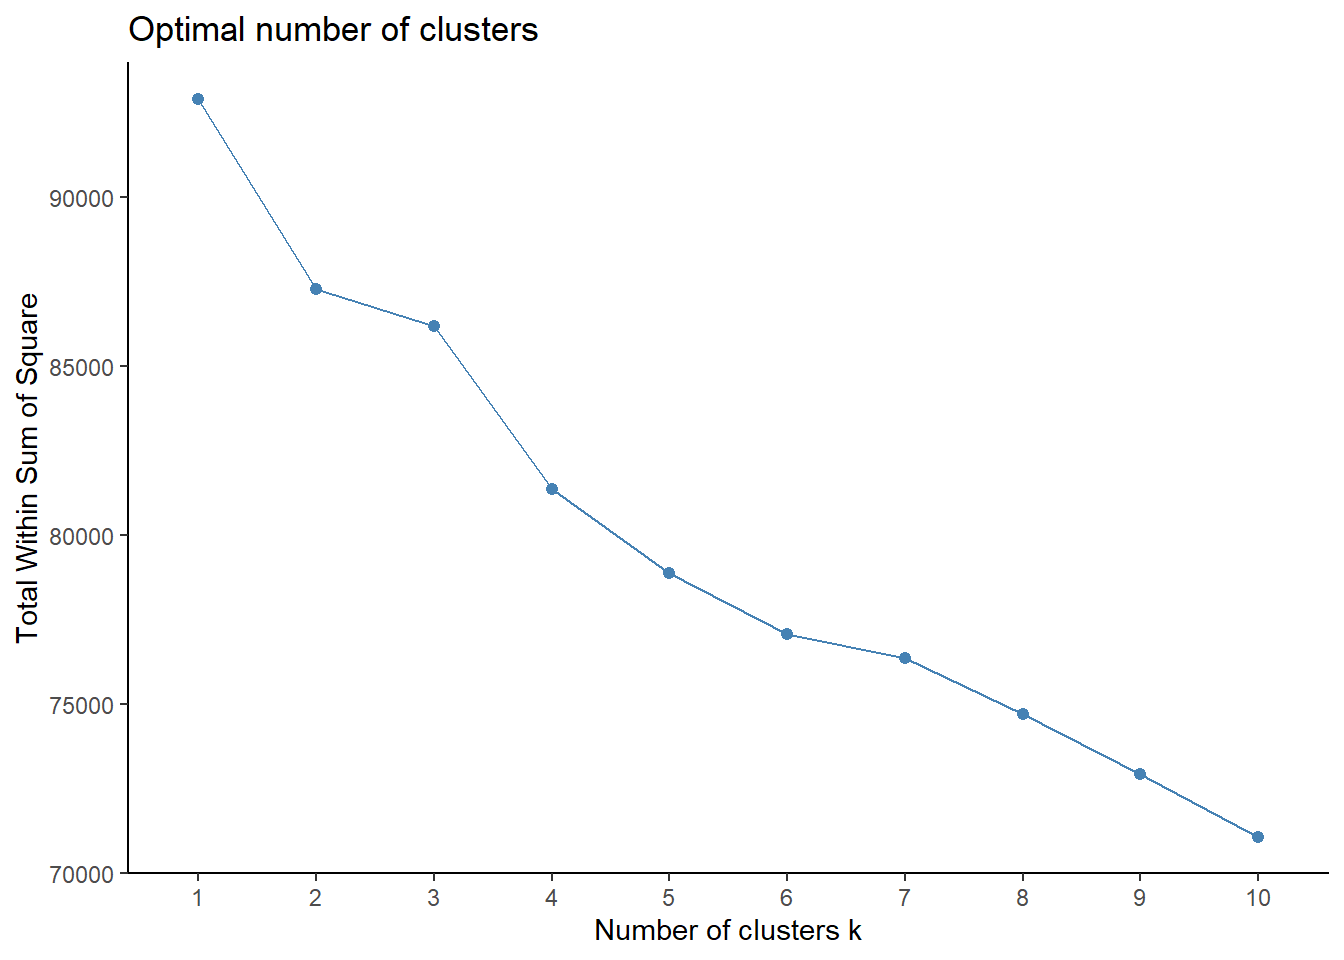 Optimal number of clusters
Total Within Sum of Square
90000
85000
80000
75000
70000
1 2 3 4 5 6 7 8 9 10
Number of clusters k